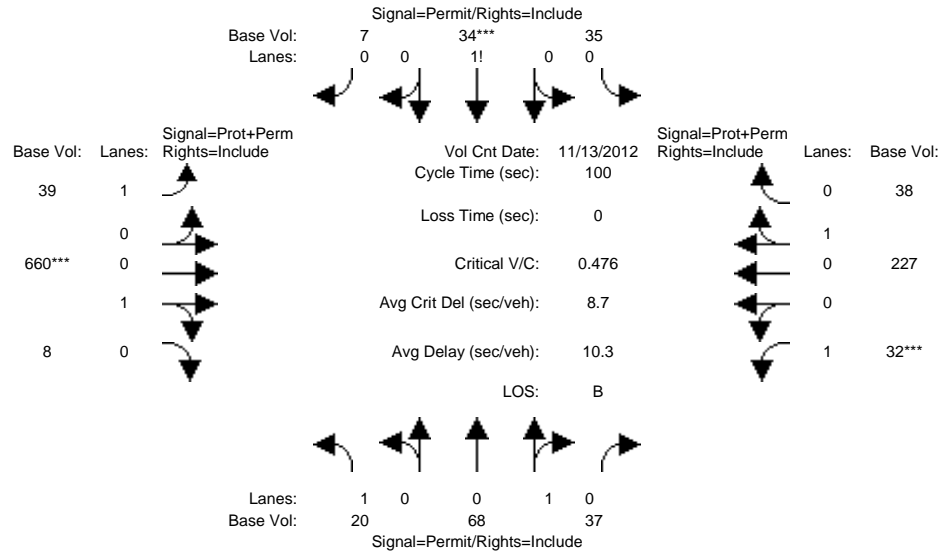 Signal=Permit/Rights=Include
Base Vol: 7 34*** 35
Lanes: 0 0 1! 0 0
Signal=Prot+Perm Signal=Prot+Perm
Base Vol: Lanes: Rights=Include Vol Cnt Date: 11/13/2012 Rights=Include Lanes: Base Vol:
Cycle Time (sec): 100
39 1 0 38
Loss Time (sec): 0
0 1
660*** 0 Critical V/C: 0.476 0 227
1 Avg Crit Del (sec/veh): 8.7 0
8 0 Avg Delay (sec/veh): 10.3 1 32***
LOS: B
Lanes: 1 0 0 1 0
Base Vol: 20 68 37
Signal=Permit/Rights=Include